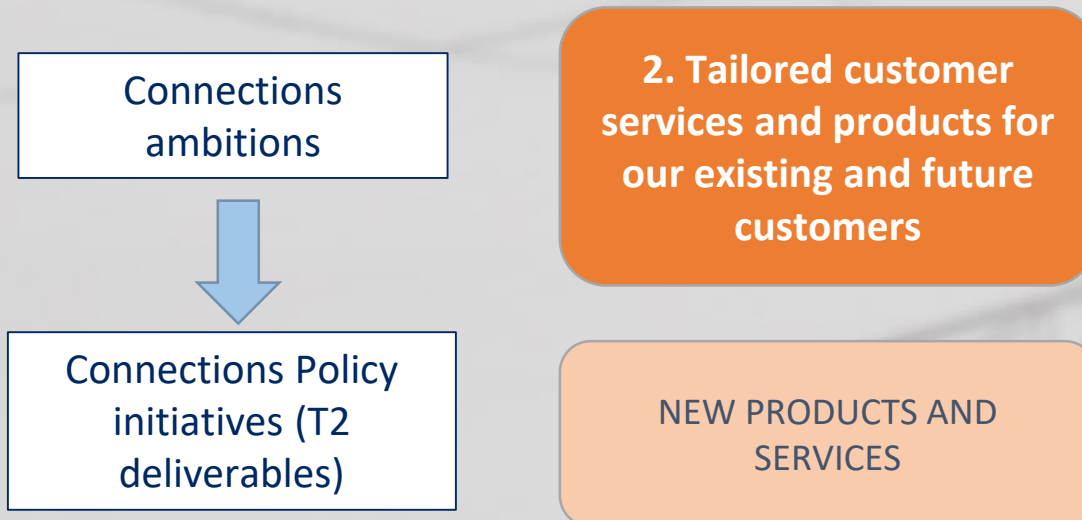 Connections
ambitions
2. Tailored customer
services and products for
our existing and future
customers
Connections Policy
initiatives (T2
deliverables)
NEW PRODUCTS AND
SERVICES